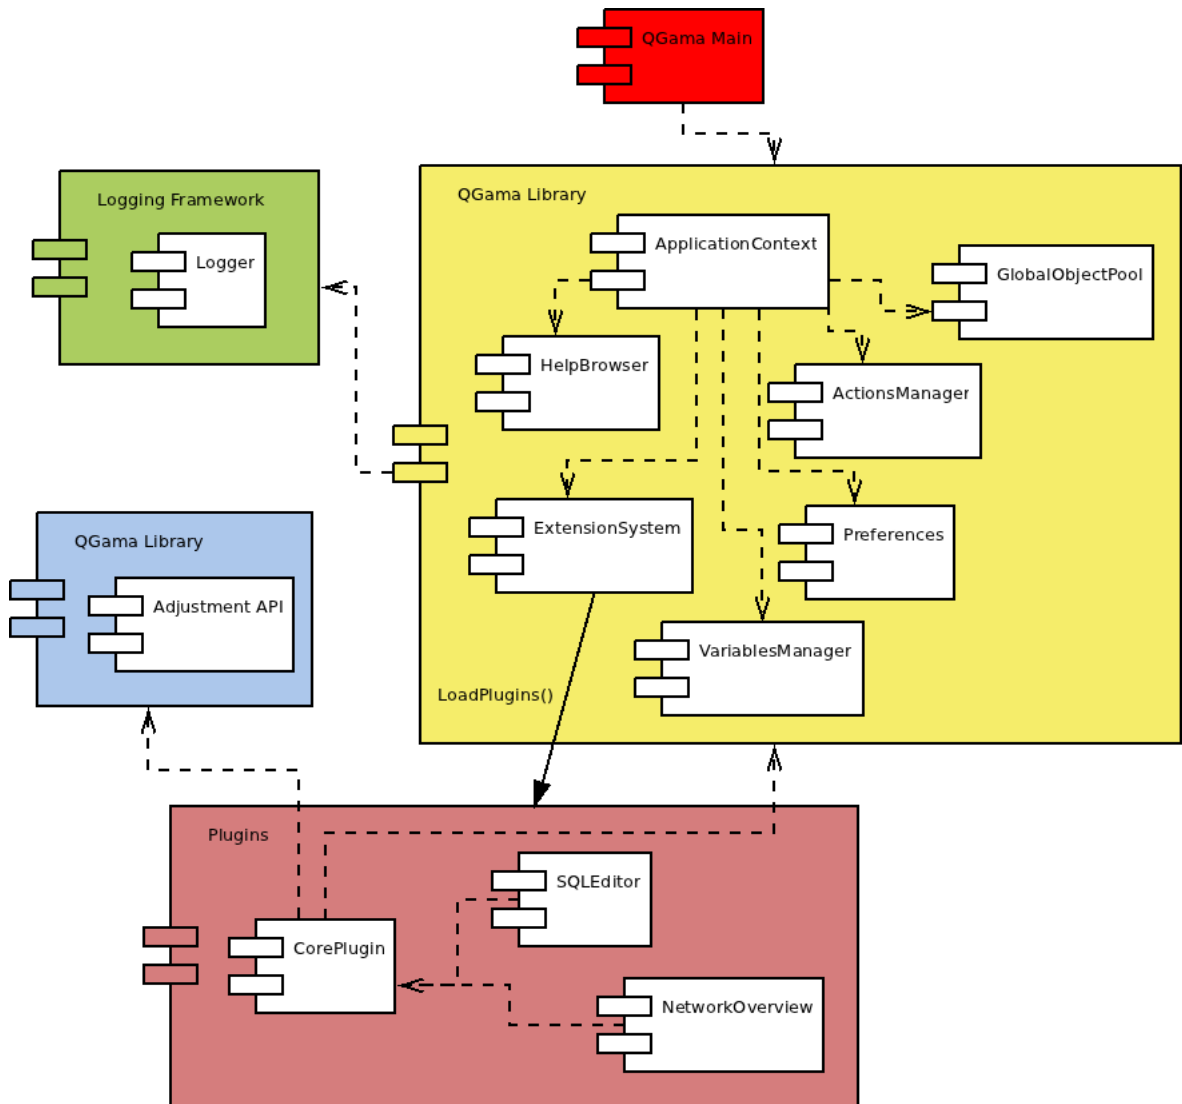 QGama Main
Logging Framework
Logger
QGama Library
ApplicationContext
GlobalObjectPool
HelpBrowser
ActionsManager
ExtensionSystem
Preferences
VariablesManager
LoadPlugins()
QGama Library
Adjustment API
Plugins
SQLEditor
CorePlugin
NetworkOverview